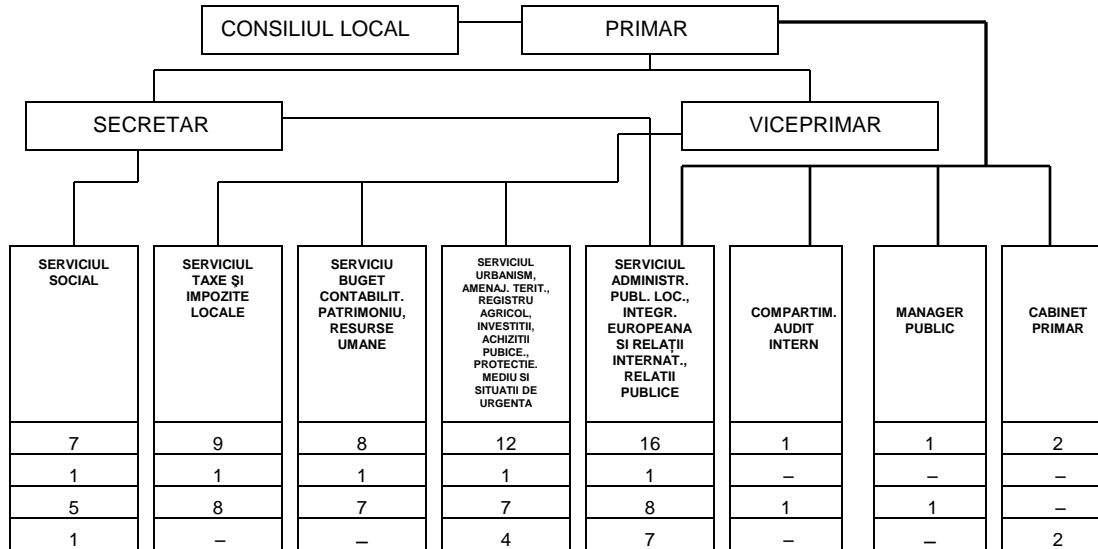 CONSILIUL LOCAL
PRIMAR
SECRETAR
VICEPRIMAR
SERVICIUL
SOCIAL
SERVICIUL
TAXE ŞI
IMPOZITE
LOCALE
SERVICIU
BUGET
CONTABILIT.
PATRIMONIU,
RESURSE
UMANE
SERVICIUL
URBANISM,
AMENAJ. TERIT.,
REGISTRU
AGRICOL,
INVESTITII,
ACHIZITII
PUBICE.,
PROTECTIE.
MEDIU SI
SITUATII DE
URGENTA
SERVICIUL
ADMINISTR.
PUBL. LOC.,
INTEGR.
EUROPEANA
SI RELAŢII
INTERNAT.,
RELATII
PUBLICE
COMPARTIM.
AUDIT
INTERN
MANAGER
PUBLIC
CABINET
PRIMAR
7 9 8 12 16 1 1 2
1 1 1 1 1 – – –
5 8 7 7 8 1 1 –
1 – – 4 7 – – 2